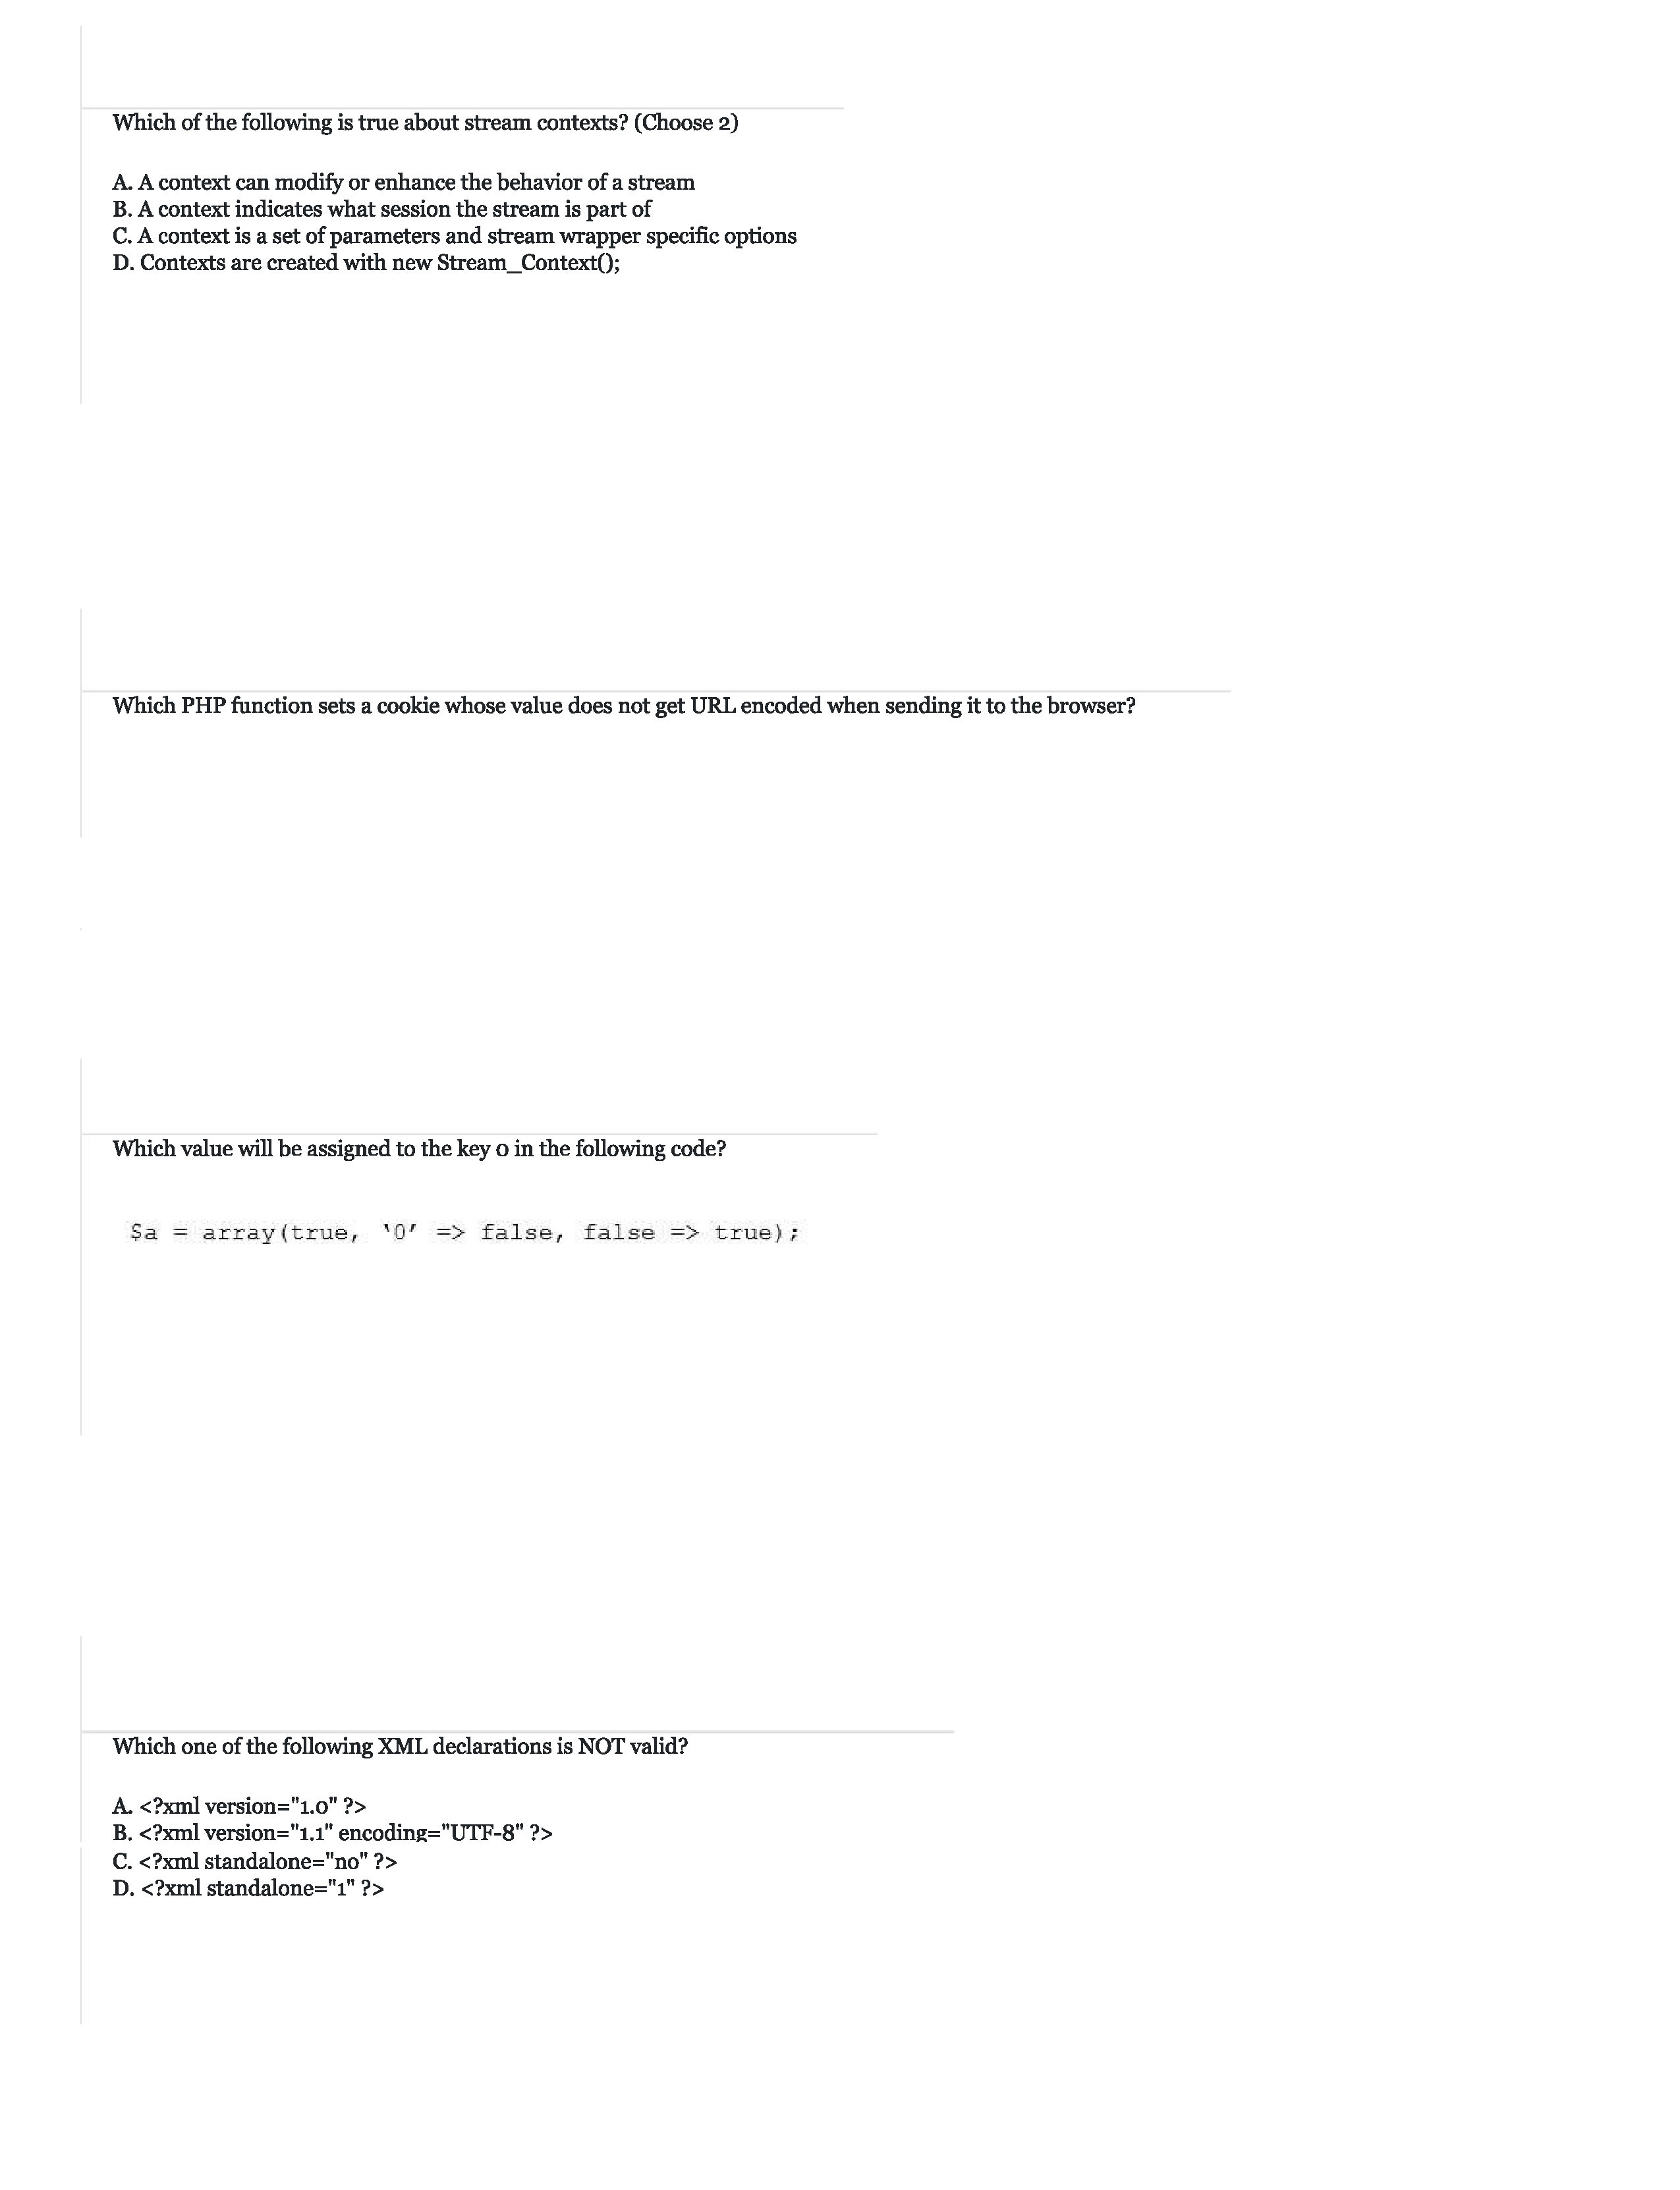 Which of the following is true about stream contexts? (Choose 2)
A. A context can modify or enhance the behavior of a stream
B. A context indicates what session the stream is part of
C. A context is a set of parameters and stream wrapper specific options
D. Contexts are created with new Stream_Context();
Which PHP function sets a cookie whose value does not get URL encoded when sending it to the browser?
Which value will be assigned to the key 0 in the following code?
$a = array(true, ‘0’ => false, false => true);
Which one of the following XML declarations is NOT valid?
A. <?xml version="1.0" ?>
B. <?xml version="1.1" encoding="UTF-8" ?>
C. <?xml standalone="no" ?>
D. <?xml standalone="1" ?>